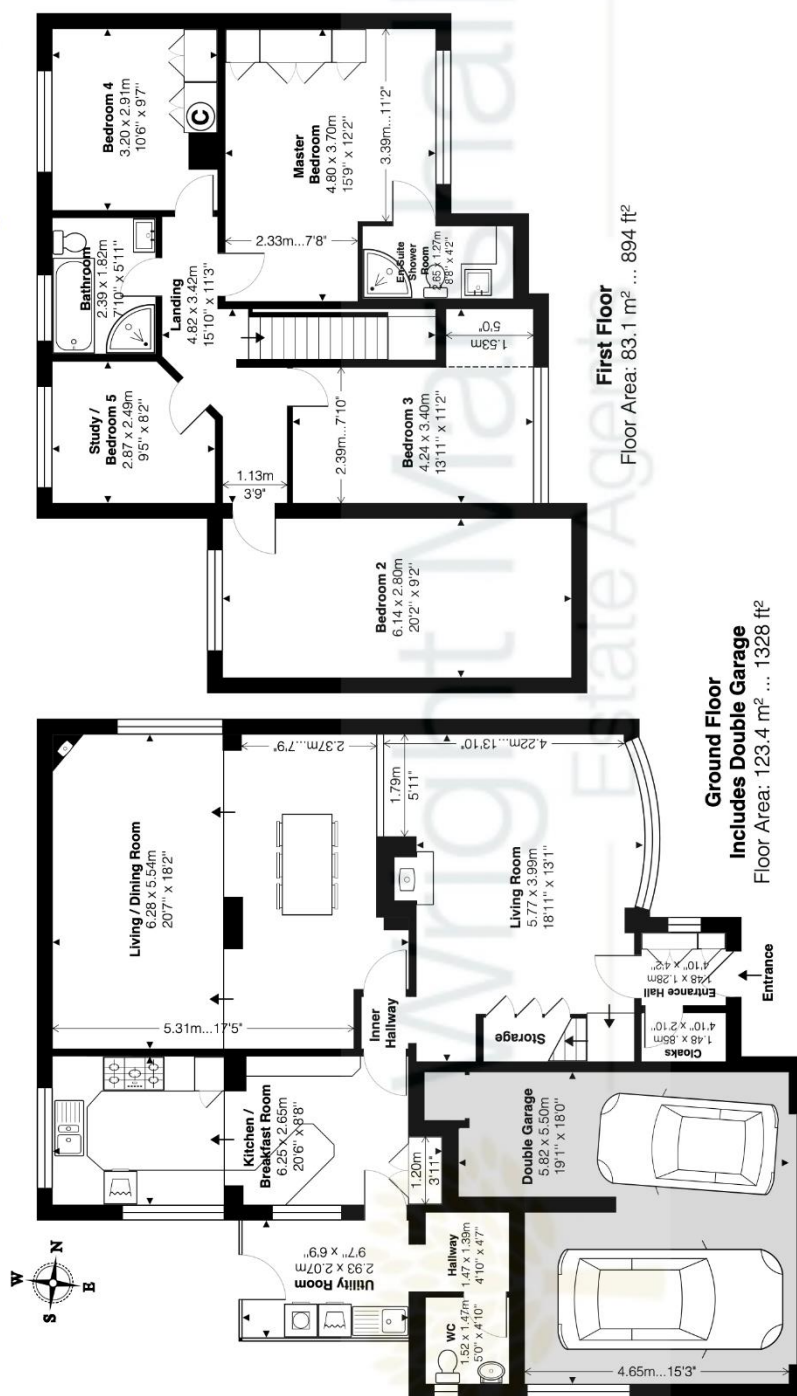 W
N
S
E
Living / Dining Room
6.28 x 5.54m
20'7" x 18'2"
5.31m...17'5"
2.37m...7'9"
Kitchen /
Breakfast Room
6.25 x 2.65m
20'6" x 8'8"
Inner
Hallway
1.79m
5'11"
4.22m...13'10"
Living Room
5.77 x 3.99m
18'11" x 13'1"
Storage
Utility Room
2.93 x 2.07m
9'7" x 6'9"
1.20m
3'11"
Hallway
1.47 x 1.39m
4'10" x 4'7"
WC
1.52 x 1.47m
5'0" x 4'10"
Double Garage
5.82 x 5.50m
19'1" x 18'0"
4.65m...15'3"
Cloaks
1.48 x .85m
4'10" x 2'10"
Entrance Hall
1.48 x 1.28m
4'10" x 4'2"
Entrance
Ground Floor
Includes Double Garage
Floor Area: 123.4 m² ... 1328 ft²
Study /
Bedroom 5
2.87 x 2.49m
9'5" x 8'2"
Bathroom
2.39 x 1.82m
7'10" x 5'11"
Bedroom 4
3.20 x 2.91m
10'6" x 9'7"
C
Landing
4.82 x 3.42m
15'10" x 11'3"
Master
Bedroom
4.80 x 3.70m
15'9" x 12'2"
2.33m...7'8"
3.39m...11'2"
En-Suite
Shower
Room
2.65 x 1.27m
8'8" x 4'2"
1.13m
3'9"
2.39m...7'10"
Bedroom 2
6.14 x 2.80m
20'2" x 9'2"
Bedroom 3
4.24 x 3.40m
13'11" x 11'2"
1.53m
5'0"
First Floor
Floor Area: 83.1 m² ... 894 ft²
Wright Marshall
Estate Agents